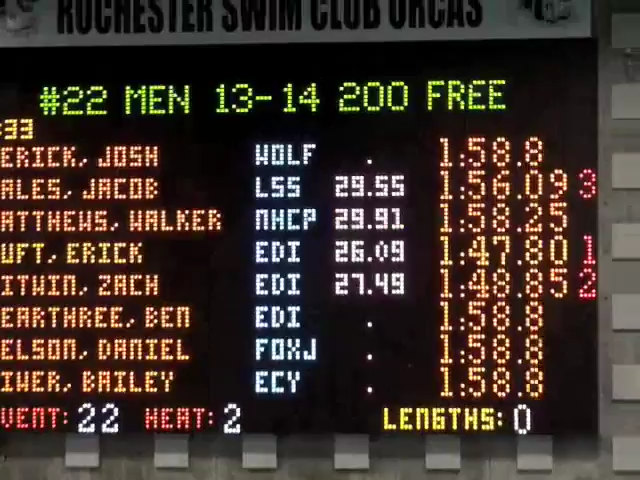 ROCHESTER SWIM CLUB ORCAS
#22 MEN 13-14 200 FREE
:33
ERICK, JOSH WOLF . 1:58.8
ALES, JACOB LSS 29.55 1:56.09 3
ATTHEWS, WALKER MHCP 29.91 1:58.25
UFT, ERICK EDI 26.09 1:47.80 1
ITWIN, ZACH EDI 27.49 1:48.85 2
EARTHREE, BEN EDI . 1:58.8
ELSON, DANIEL FOXJ . 1:58.8
IWER, BAILEY ECY . 1:58.8
VENT: 22 HEAT: 2 LENGTHS: 0